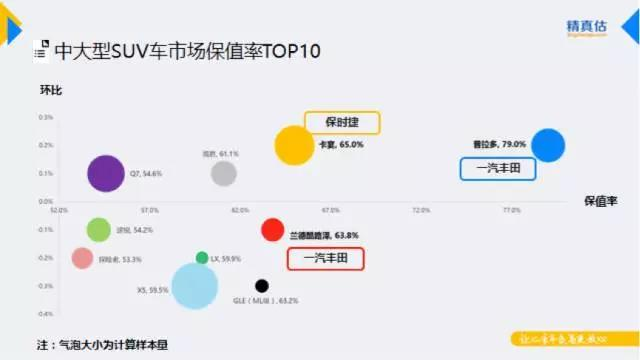 精真估
中大型SUV车市场保值率TOP10
环比
0.3%
0.2%
0.1%
0.0%
0.1%
0.2%
0.3%
0.4%
52.0%
57.0%
62.0%
67.0%
72.0%
77.0%
保值率
保时捷
卡宴, 65.0%
普拉多, 79.0%
一汽丰田
Q7, 54.6%
61.1%
途锐, 54.2%
兰德酷路泽, 63.8%
一汽丰田
探险者, 53.3%
LX, 59.9%
X5, 59.5%
GLE（ML级）, 63.2%
注：气泡大小为计算样本量